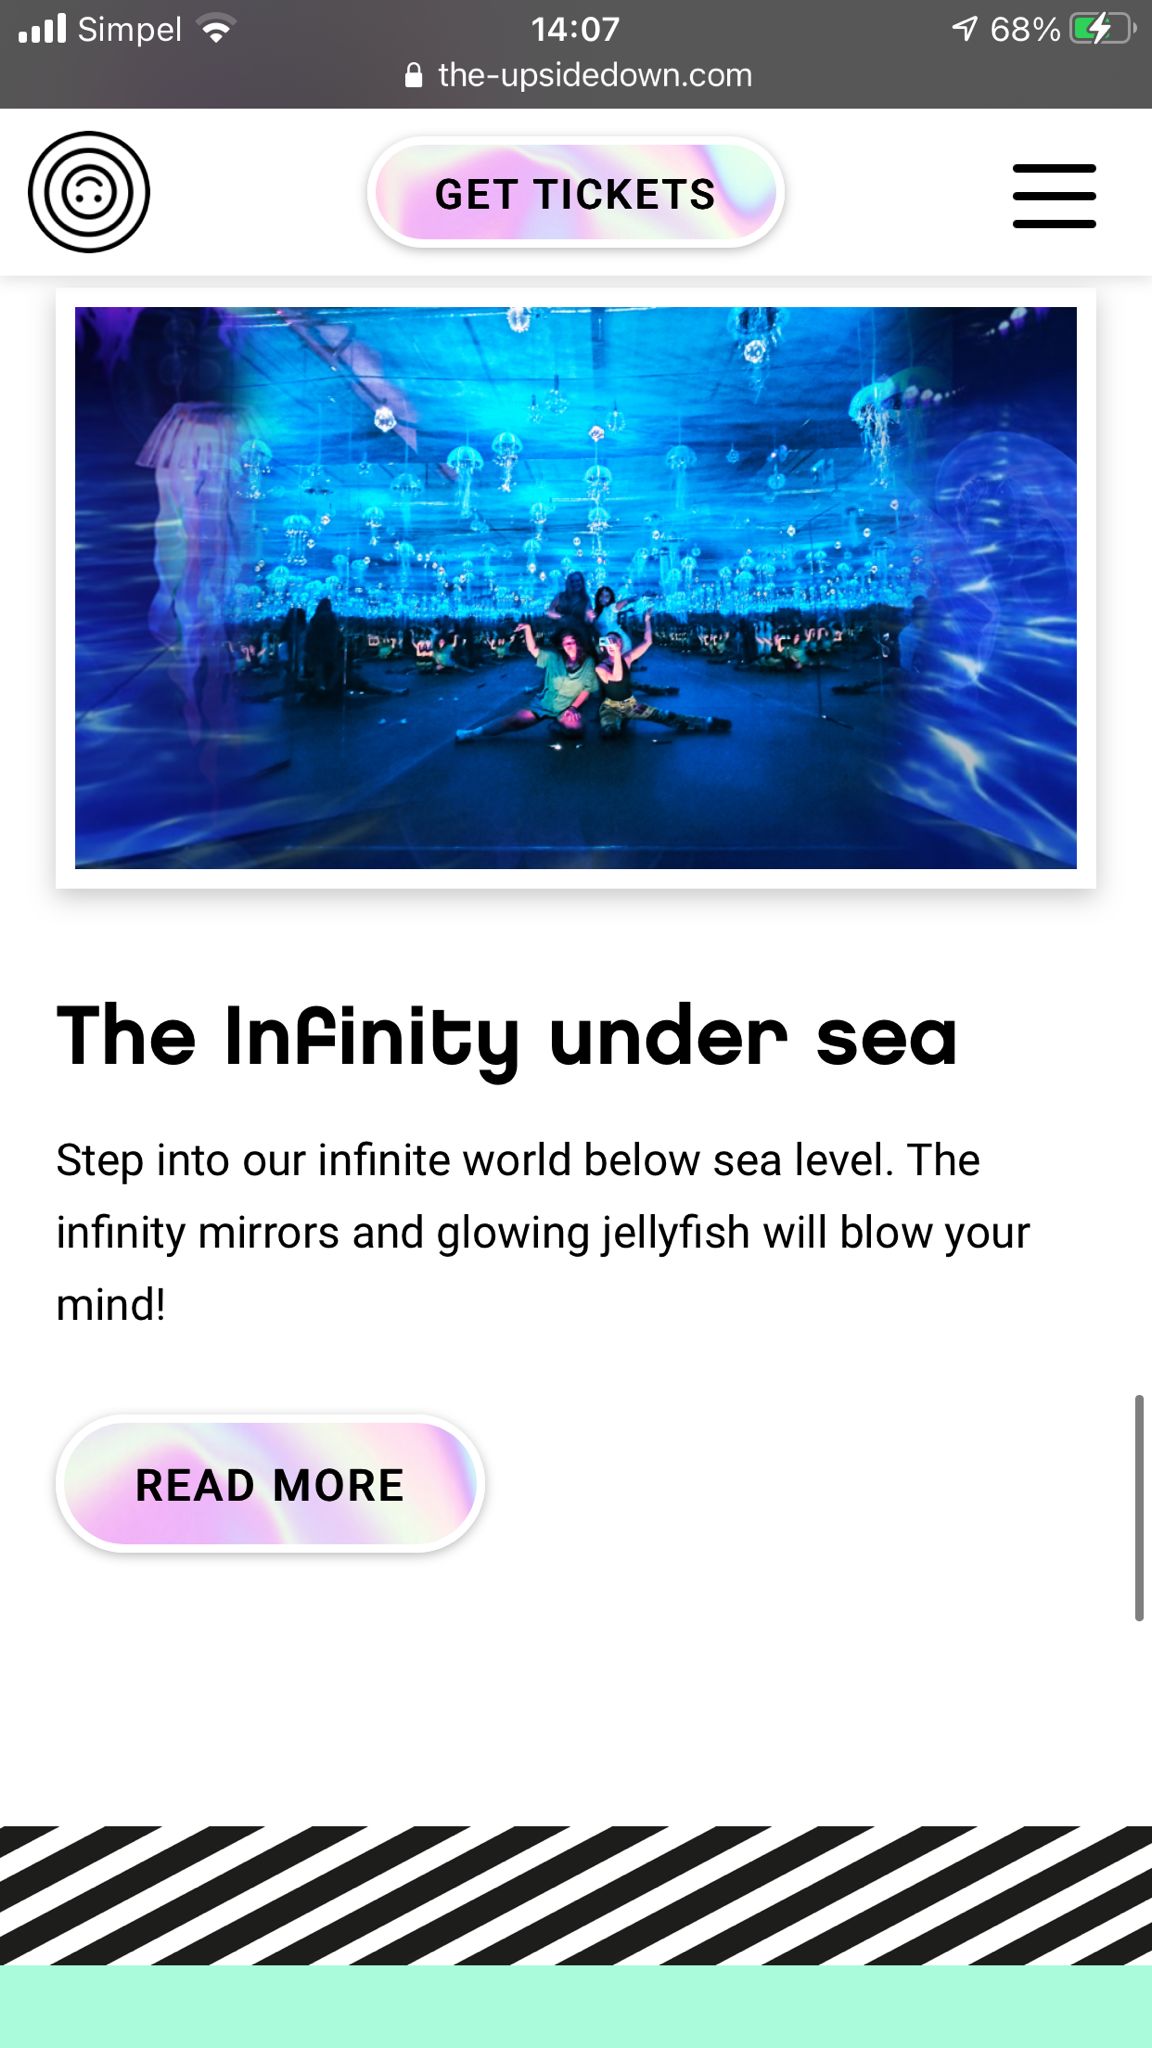 Simpel 14:07 68%
the-upsidedown.com
GET TICKETS
The Infinity under sea
Step into our infinite world below sea level. The
infinity mirrors and glowing jellyfish will blow your
mind!
READ MORE